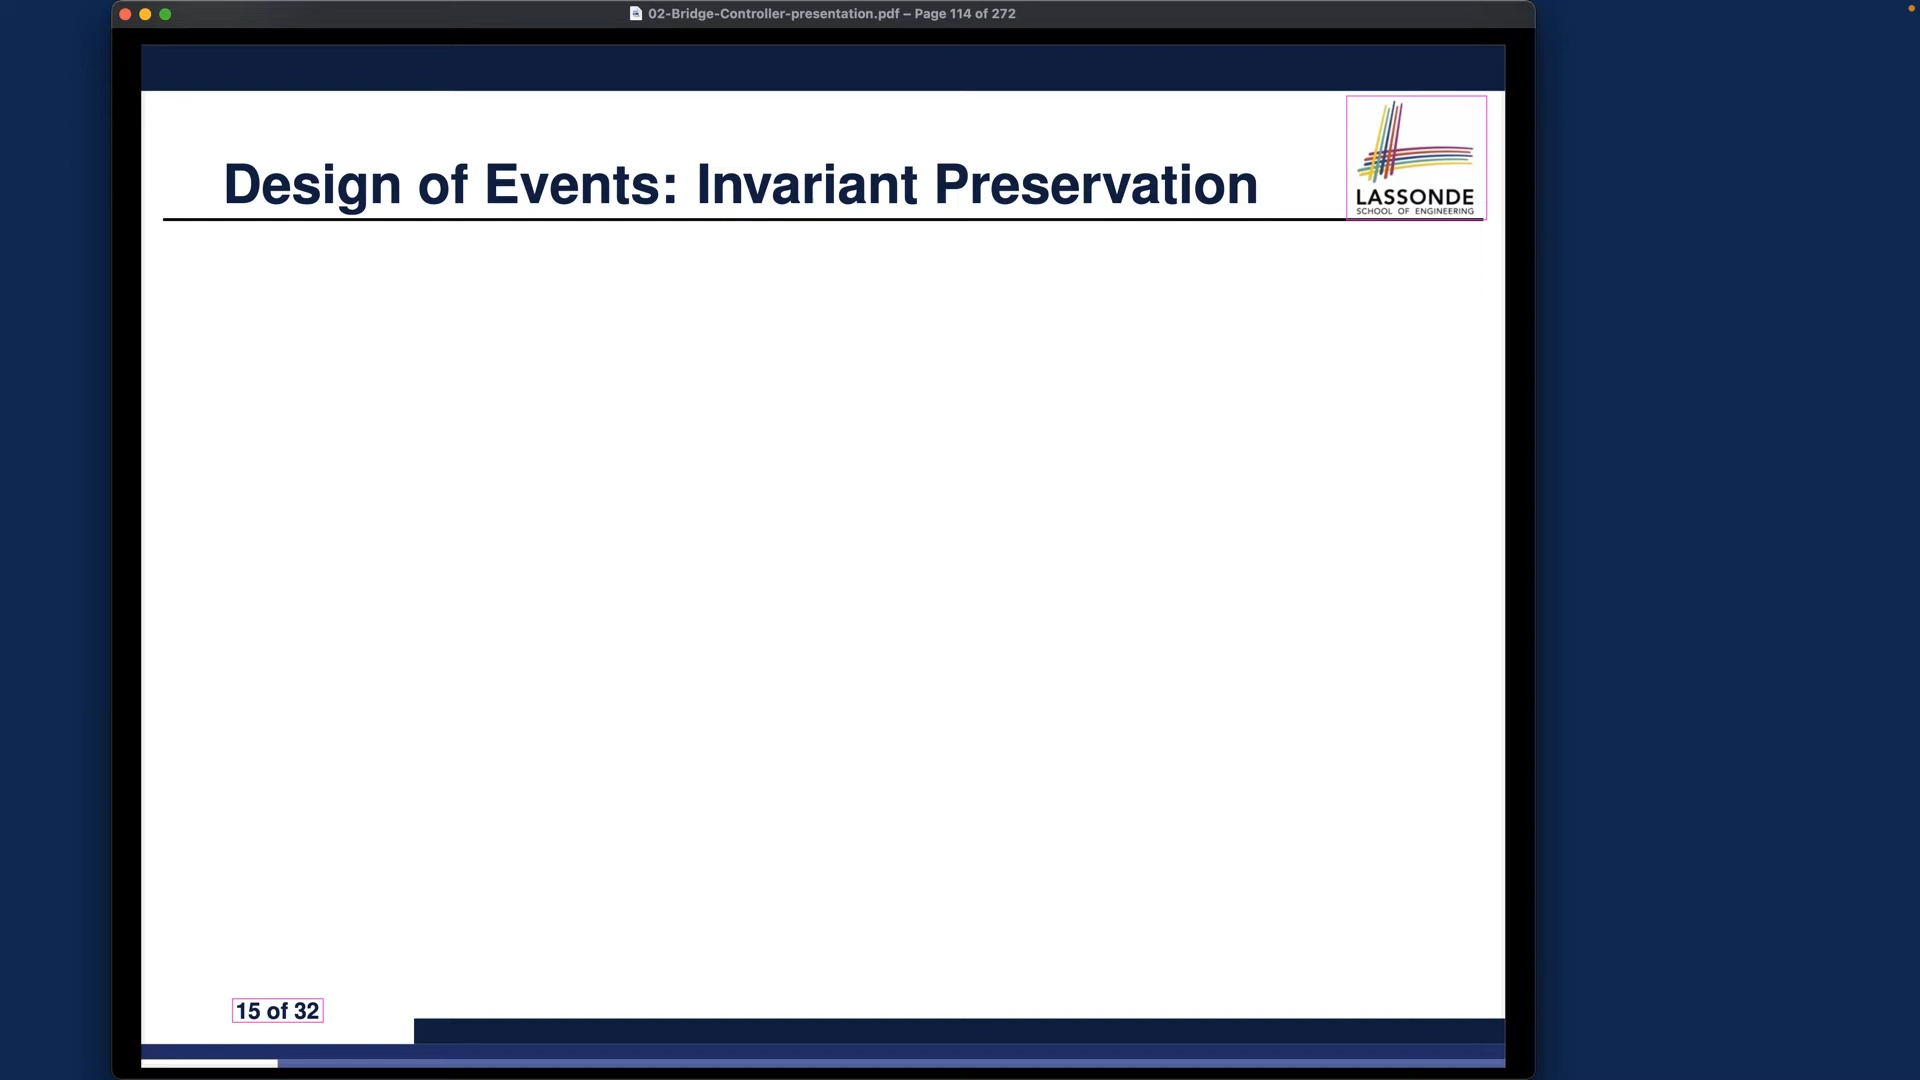 02-Bridge-Controller-presentation.pdf – Page 114 of 272
Design of Events: Invariant Preservation
LASSONDE
SCHOOL OF ENGINEERING
15 of 32